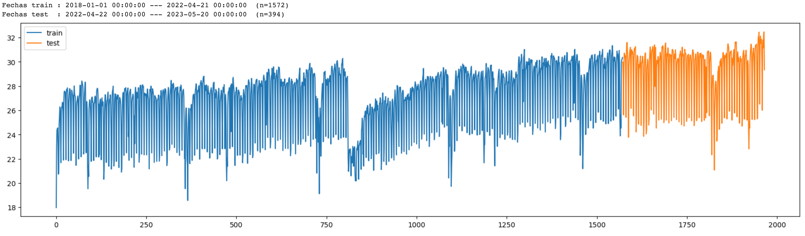 Fechas train : 2018-01-01 00:00:00 --- 2022-04-21 00:00:00  (n=1572)
Fechas test  : 2022-04-22 00:00:00 --- 2023-05-20 00:00:00  (n=394)
train
test
32
30
28
26
24
22
20
18
0 250 500 750 1000 1250 1500 1750 2000